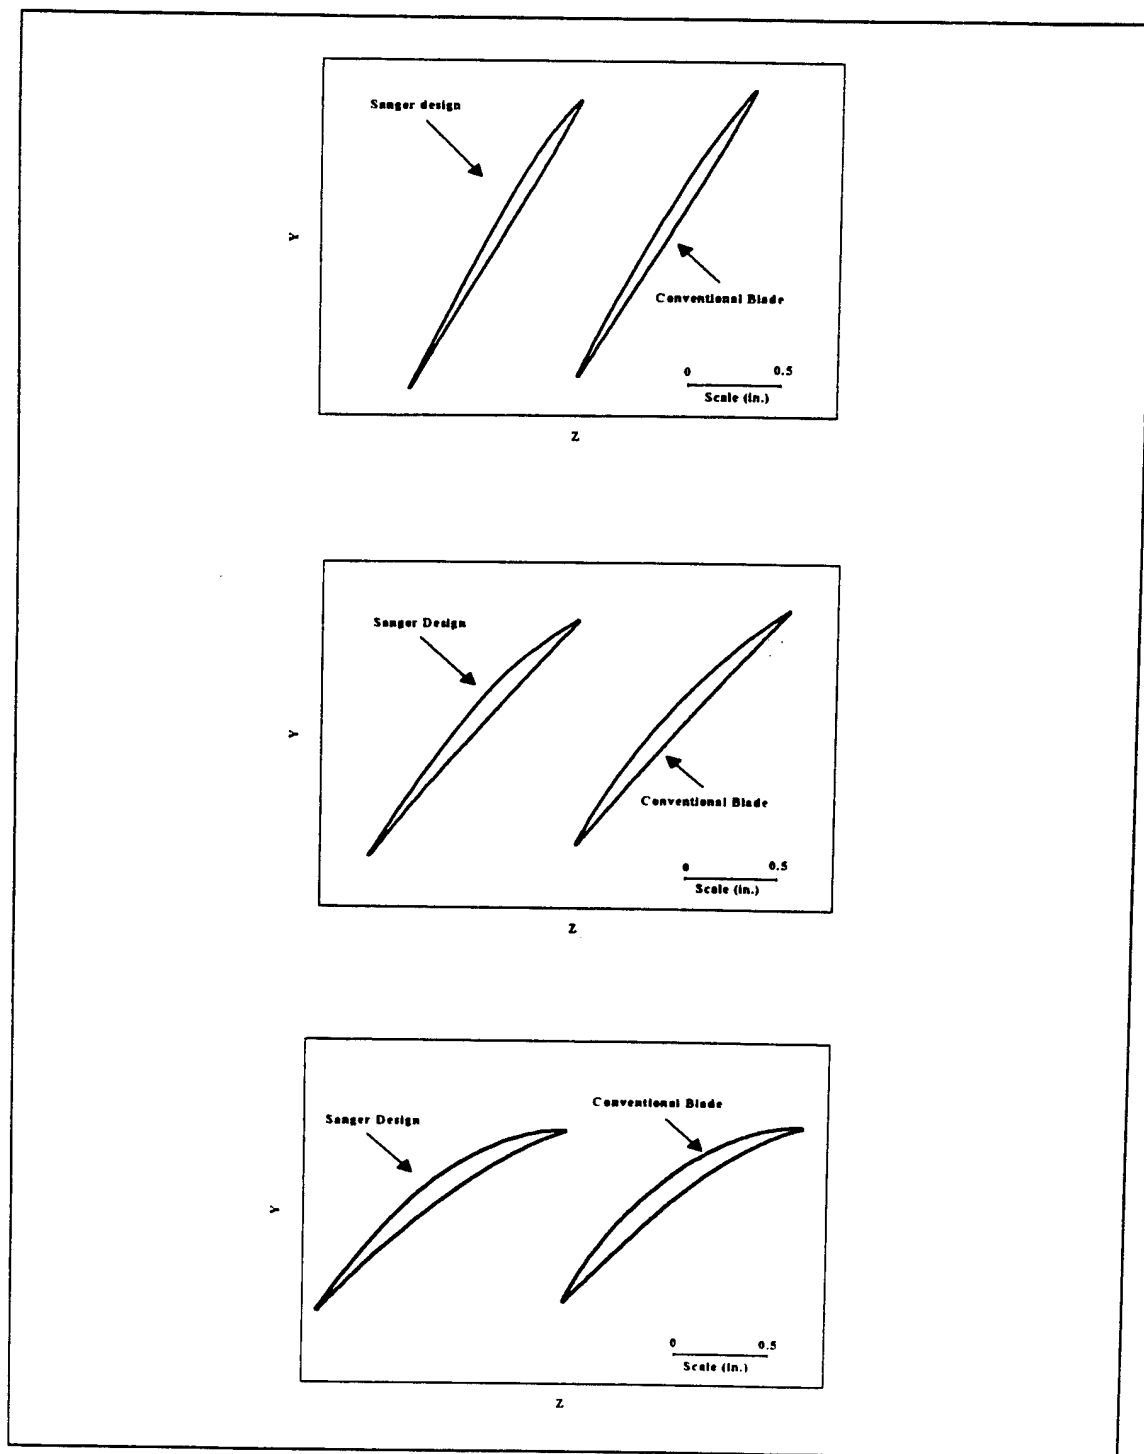 Sanger design
Y
Conventional Blade
0 0.5
Scale (in.)
Z
Sanger Design
Y
Conventional Blade
0 0.5
Scale (in.)
Z
Conventional Blade
Sanger Design
Y
0 0.5
Scale (in.)
Z